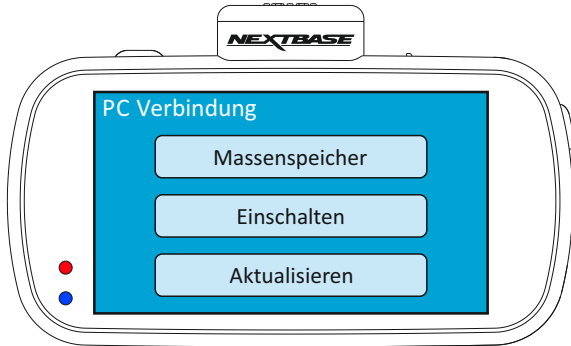 NEXTBASE
PC Verbindung
Massenspeicher
Einschalten
Aktualisieren